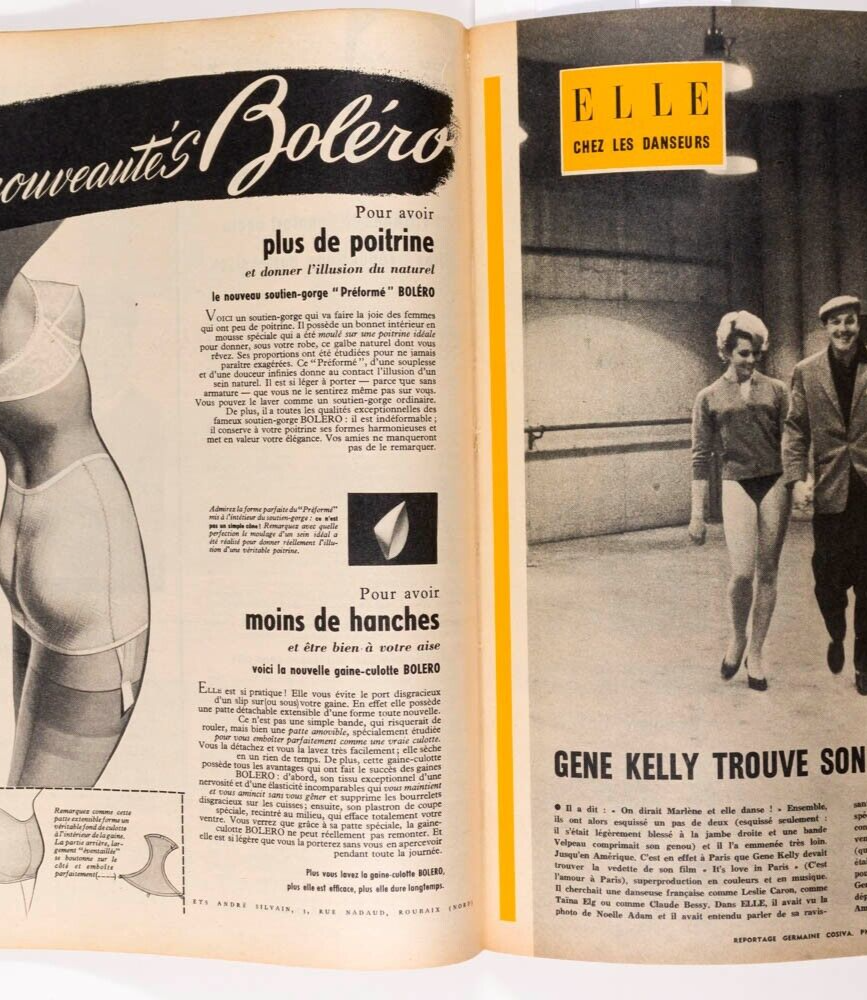 nouveautés Boléro
Pour avoir
plus de poitrine
et donner l'illusion du naturel
le nouveau soutien-gorge "Préformé" BOLÉRO
VOICI un soutien-gorge qui va faire la joie des femmes
qui ont peu de poitrine. Il possède un bonnet intérieur en
mousse spéciale qui a été moulé sur une poitrine idéale
pour donner, sous votre robe, ce galbe naturel dont vous
rêvez. Ses proportions ont été étudiées pour ne jamais
paraître exagérées. Ce "Préformé", d'une souplesse
et d'une douceur infinies donne au contact l'illusion d'un
sein naturel. Il est si léger à porter — parce que sans
armature — que vous ne le sentirez même pas sur vous.
Vous pouvez le laver comme un soutien-gorge ordinaire.
De plus, il a toutes les qualités exceptionnelles des
fameux soutien-gorge BOLERO : il est indéformable ;
il conserve à votre poitrine ses formes harmonieuses et
met en valeur votre élégance. Vos amies ne manqueront
pas de le remarquer.
Admirez la forme parfaite du "Préformé"
mis à l'intérieur du soutien-gorge : ce n'est
pas un simple cône ! Remarquez avec quelle
perfection le moulage d'un sein idéal a
été réalisé pour donner réellement l'illu-
sion d'une véritable poitrine.
Pour avoir
moins de hanches
et être bien à votre aise
voici la nouvelle gaine-culotte BOLERO
ELLE est si pratique ! Elle vous évite le port disgracieux
d'un slip sur (ou sous) votre gaine. En effet elle possède
une patte détachable extensible d'une forme toute nouvelle.
Ce n'est pas une simple bande, qui risquerait de
rouler, mais bien une patte amovible, spécialement étudiée
pour vous emboîter parfaitement comme une vraie culotte.
Vous la détachez et vous la lavez très facilement ; elle sèche
en un rien de temps. De plus, cette gaine-culotte
possède tous les avantages qui ont fait le succès des gaines
BOLERO : d'abord, son tissu exceptionnel d'une
nervosité et d'une élasticité incomparables qui vous maintient
et vous amincit sans vous gêner et supprime les bourrelets
disgracieux sur les cuisses ; ensuite, son plastron de coupe
spéciale, recintré au milieu, qui efface totalement votre
ventre. Vous verrez que grâce à sa patte spéciale, la gaine-
culotte BOLERO ne peut réellement pas remonter. Et
elle est si légère que vous la porterez sans vous en apercevoir
pendant toute la journée.
Plus vous lavez la gaine-culotte BOLERO,
plus elle est efficace, plus elle dure longtemps.
Remarquez comme cette
patte extensible forme un
véritable fond de culotte
à l'intérieur de la gaine.
La partie arrière, lar-
gement "éventaillée"
se boutonne sur le
côté et emboîte
parfaitement
ETS ANDRÉ SILVAIN, 3, RUE NADAUD, ROUBAIX (NORD)
ELLE
CHEZ LES DANSEURS
GENE KELLY TROUVE SON
● Il a dit : « On dirait Marlène et elle danse ! » Ensemble,
ils ont alors esquissé un pas de deux (esquissé seulement :
il s'était légèrement blessé à la jambe droite et une bande
Velpeau comprimait son genou) et il l'a emmenée très loin.
Jusqu'en Amérique. C'est en effet à Paris que Gene Kelly devait
trouver la vedette de son film « It's love in Paris » (C'est
l'amour à Paris), superproduction en couleurs et en musique.
Il cherchait une danseuse française comme Leslie Caron, comme
Taïna Elg ou comme Claude Bessy. Dans ELLE, il avait vu la
photo de Noelle Adam et il avait entendu parler de sa ravis-
REPORTAGE GERMAINE COSIVA.